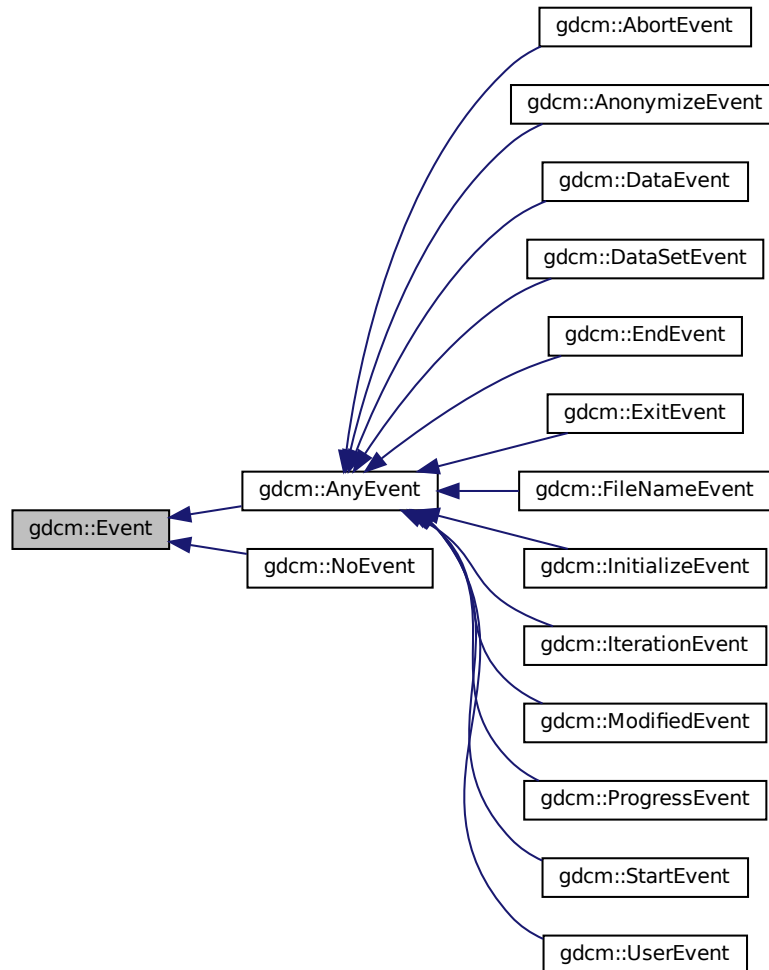 gdcm::AbortEvent
gdcm::AnonymizeEvent
gdcm::DataEvent
gdcm::DataSetEvent
gdcm::EndEvent
gdcm::ExitEvent
gdcm::AnyEvent
gdcm::FileNameEvent
gdcm::Event
gdcm::NoEvent
gdcm::InitializeEvent
gdcm::IterationEvent
gdcm::ModifiedEvent
gdcm::ProgressEvent
gdcm::StartEvent
gdcm::UserEvent